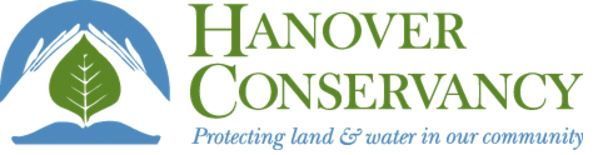 HANOVER
CONSERVANCY
Protecting land & water in our community